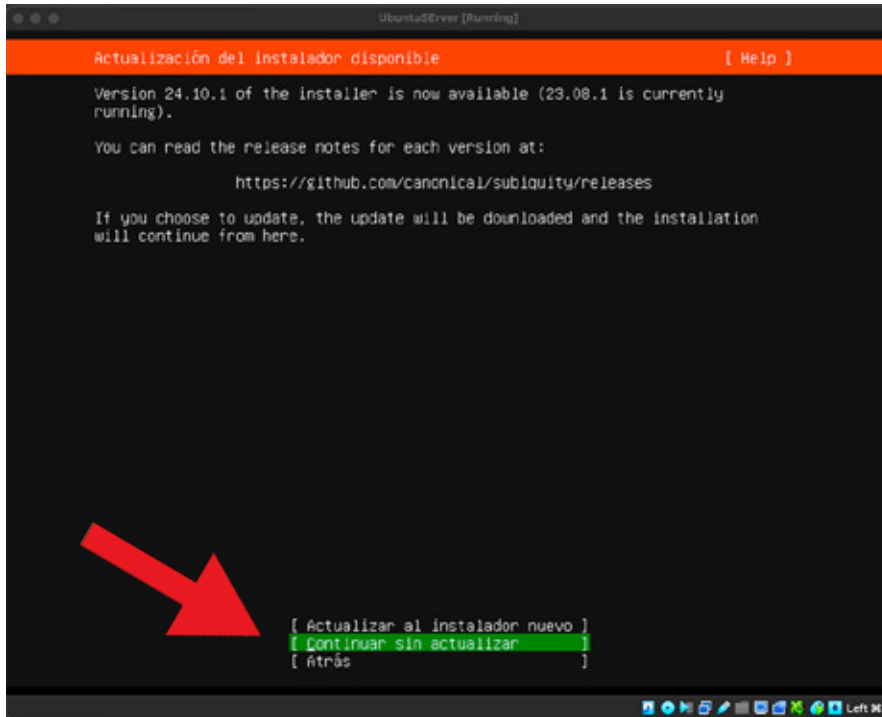 UbuntuSErver [Running]
Actualización del instalador disponible [ Help ]
Version 24.10.1 of the installer is now available (23.08.1 is currently
running).
You can read the release notes for each version at:
https://github.com/canonical/subiquity/releases
If you choose to update, the update will be downloaded and the installation
will continue from here.
[ Actualizar al instalador nuevo ]
[ Continuar sin actualizar ]
[ Atrás ]
Left ⌘